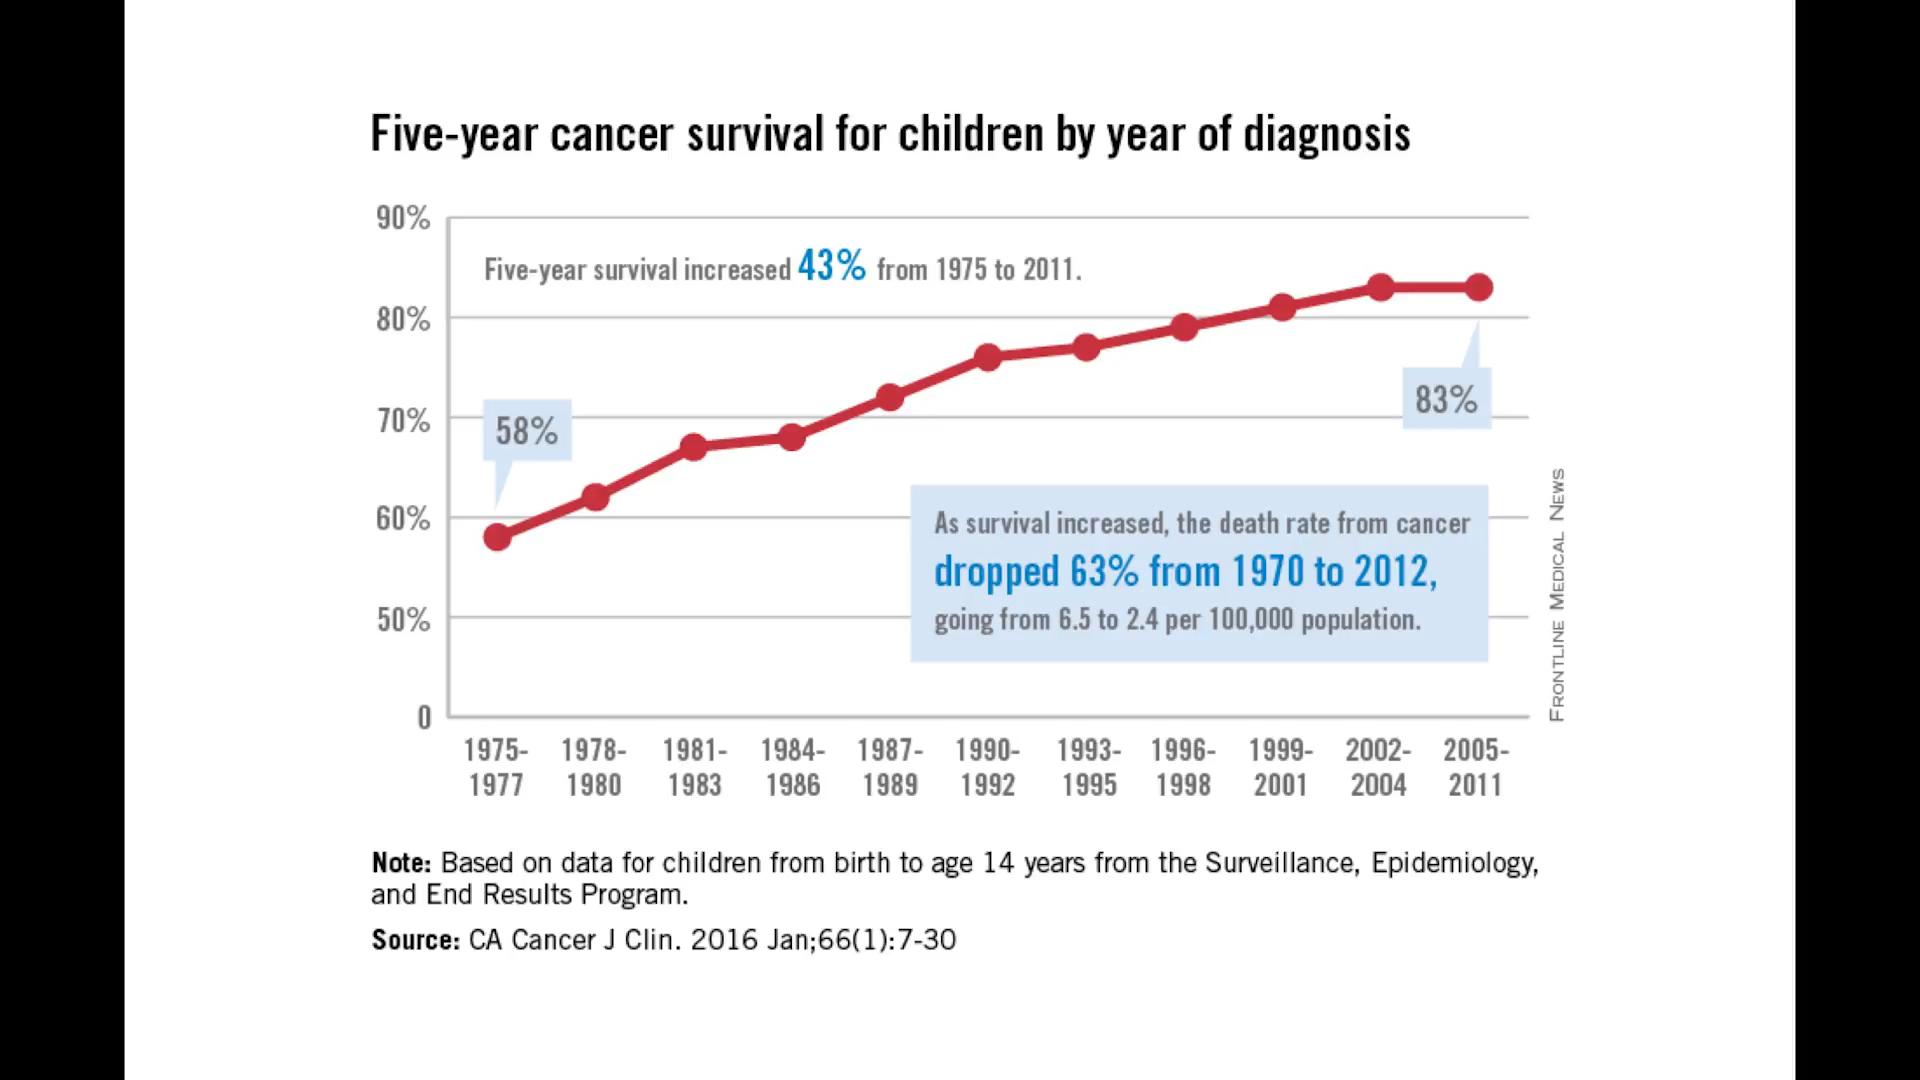 Five-year cancer survival for children by year of diagnosis
90%
Five-year survival increased 43% from 1975 to 2011.
80%
83%
70%
58%
60%
As survival increased, the death rate from cancer
dropped 63% from 1970 to 2012,
going from 6.5 to 2.4 per 100,000 population.
50%
0
1975- 1978- 1981- 1984- 1987- 1990- 1993- 1996- 1999- 2002- 2005-
1977 1980 1983 1986 1989 1992 1995 1998 2001 2004 2011
FRONTLINE MEDICAL NEWS
Note: Based on data for children from birth to age 14 years from the Surveillance, Epidemiology,
and End Results Program.
Source: CA Cancer J Clin. 2016 Jan;66(1):7-30